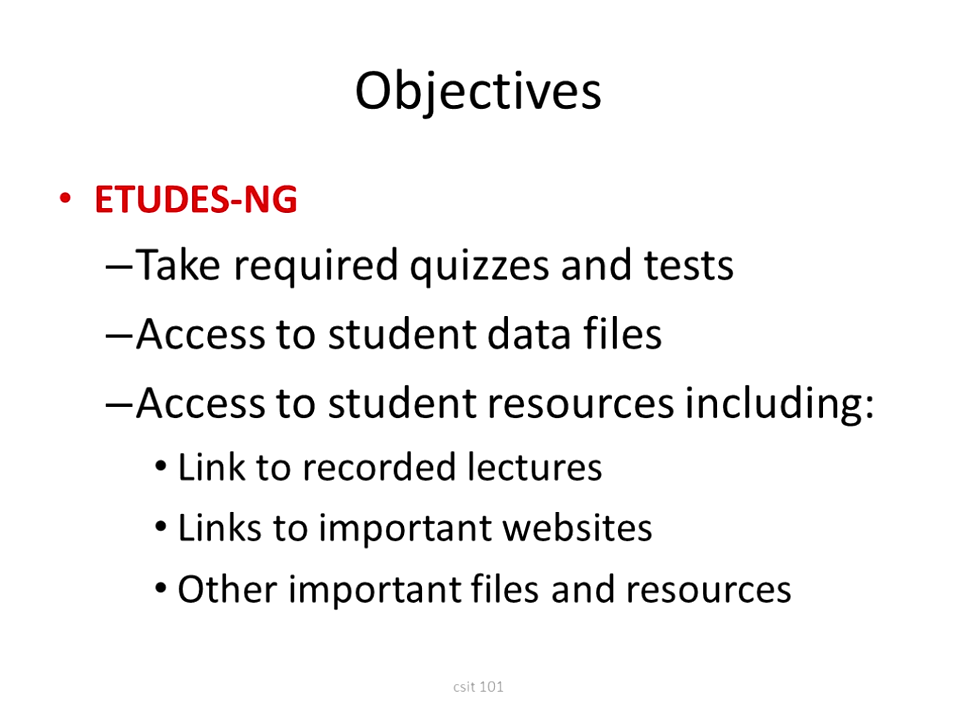 Objectives
• ETUDES-NG
–Take required quizzes and tests
–Access to student data files
–Access to student resources including:
• Link to recorded lectures
• Links to important websites
• Other important files and resources
csit 101